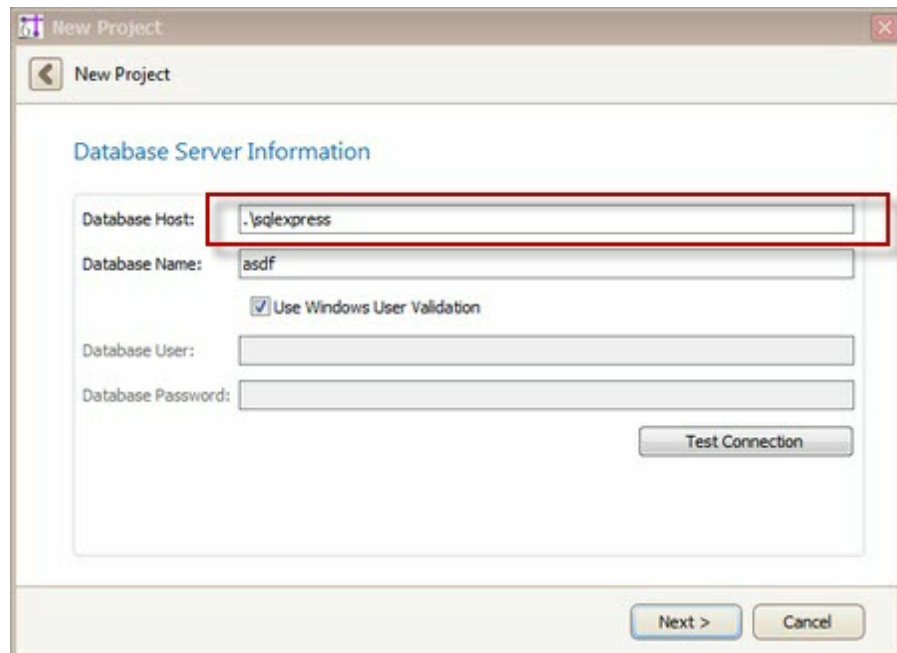 New Project
New Project
Database Server Information
Database Host: .\sqlexpress
Database Name: asdf
Use Windows User Validation
Database User:
Database Password:
Test Connection
Next > Cancel